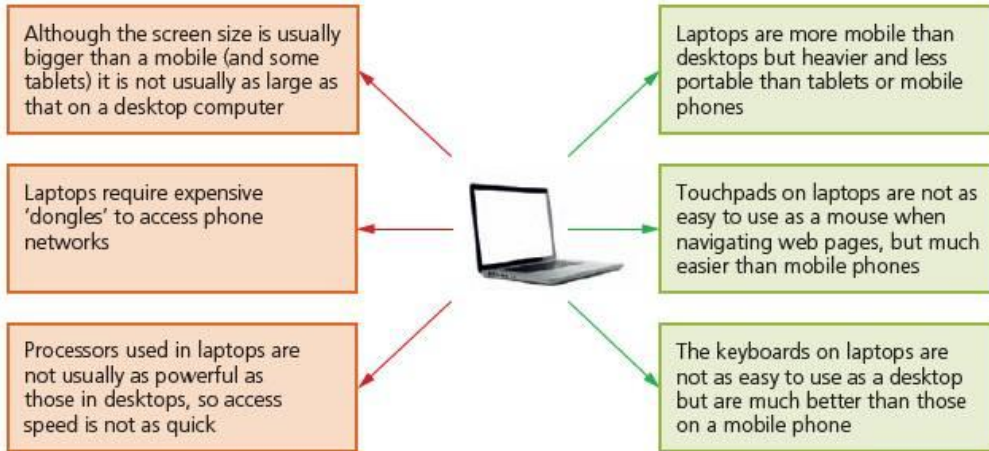 Although the screen size is usually
bigger than a mobile (and some
tablets) it is not usually as large as
that on a desktop computer
Laptops are more mobile than
desktops but heavier and less
portable than tablets or mobile
phones
Laptops require expensive
‘dongles’ to access phone
networks
Touchpads on laptops are not as
easy to use as a mouse when
navigating web pages, but much
easier than mobile phones
Processors used in laptops are
not usually as powerful as
those in desktops, so access
speed is not as quick
The keyboards on laptops are
not as easy to use as a desktop
but are much better than those
on a mobile phone